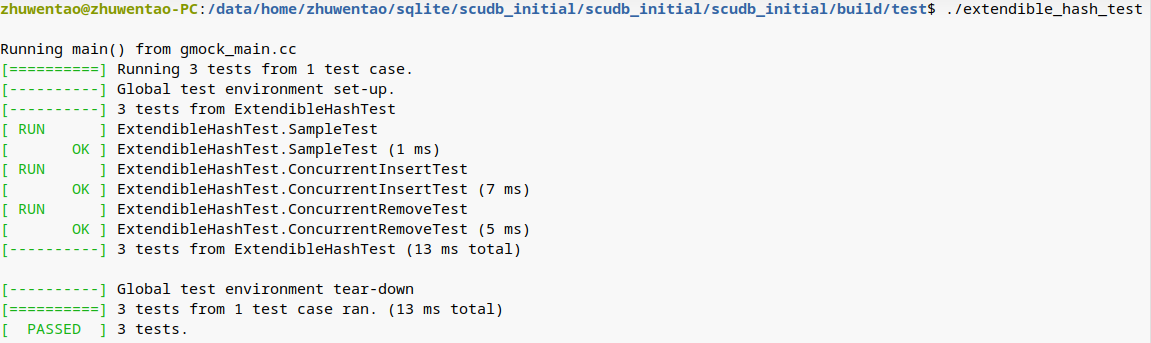 zhuwentao@zhuwentao-PC:/data/home/zhuwentao/sqlite/scudb_initial/scudb_initial/scudb_initial/build/test$ ./extendible_hash_test
Running main() from gmock_main.cc
[==========] Running 3 tests from 1 test case.
[----------] Global test environment set-up.
[----------] 3 tests from ExtendibleHashTest
[ RUN      ] ExtendibleHashTest.SampleTest
[       OK ] ExtendibleHashTest.SampleTest (1 ms)
[ RUN      ] ExtendibleHashTest.ConcurrentInsertTest
[       OK ] ExtendibleHashTest.ConcurrentInsertTest (7 ms)
[ RUN      ] ExtendibleHashTest.ConcurrentRemoveTest
[       OK ] ExtendibleHashTest.ConcurrentRemoveTest (5 ms)
[----------] 3 tests from ExtendibleHashTest (13 ms total)
[----------] Global test environment tear-down
[==========] 3 tests from 1 test case ran. (13 ms total)
[  PASSED  ] 3 tests.